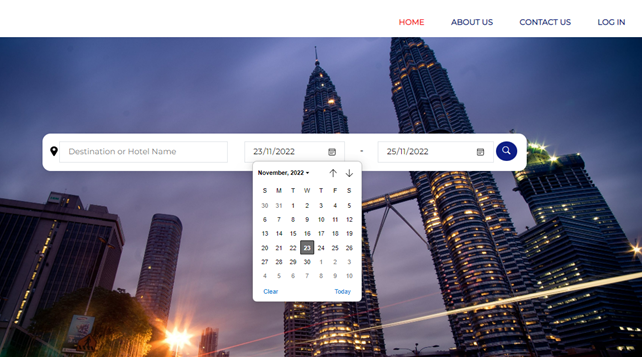 HOME ABOUT US CONTACT US LOG IN
Destination or Hotel Name 23/11/2022 - 25/11/2022
November, 2022
S M T W T F S
30 31 1 2 3 4 5
6 7 8 9 10 11 12
13 14 15 16 17 18 19
20 21 22 23 24 25 26
27 28 29 30 1 2 3
4 5 6 7 8 9 10
Clear Today